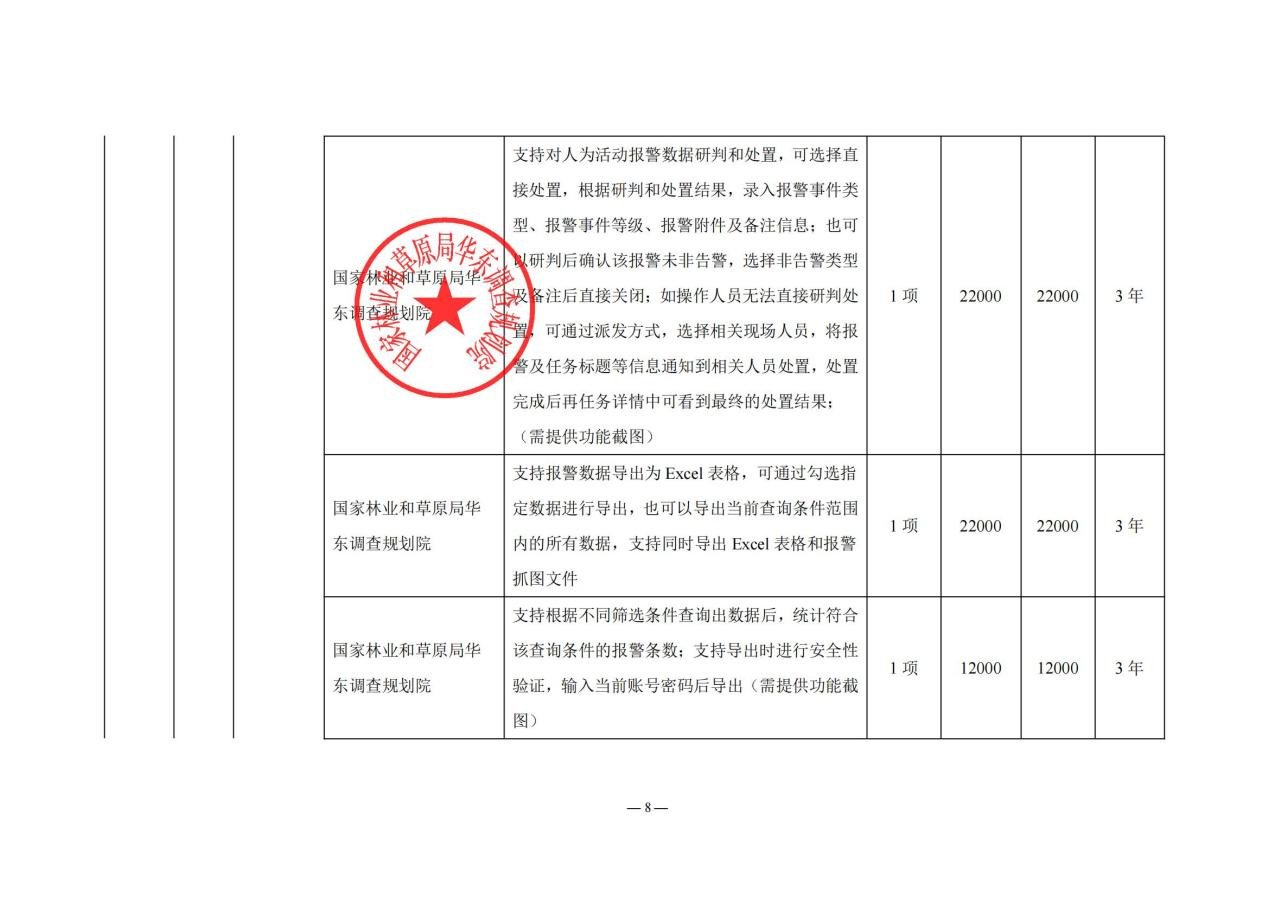 国家林业和草原局华
东调查规划院
国家林业和草原局华东调查规划院
支持对人为活动报警数据研判和处置，可选择直
接处置，根据研判和处置结果，录入报警事件类
型、报警事件等级、报警附件及备注信息；也可
以研判后确认该报警未非告警，选择非告警类型
及备注后直接关闭；如操作人员无法直接研判处
置，可通过派发方式，选择相关现场人员，将报
警及任务标题等信息通知到相关人员处置，处置
完成后再任务详情中可看到最终的处置结果；
（需提供功能截图）
1 项
22000
22000
3 年
国家林业和草原局华
东调查规划院
支持报警数据导出为 Excel 表格，可通过勾选指
定数据进行导出，也可以导出当前查询条件范围
内的所有数据，支持同时导出 Excel 表格和报警
抓图文件
1 项
22000
22000
3 年
国家林业和草原局华
东调查规划院
支持根据不同筛选条件查询出数据后，统计符合
该查询条件的报警条数；支持导出时进行安全性
验证，输入当前账号密码后导出（需提供功能截
图）
1 项
12000
12000
3 年
— 8 —